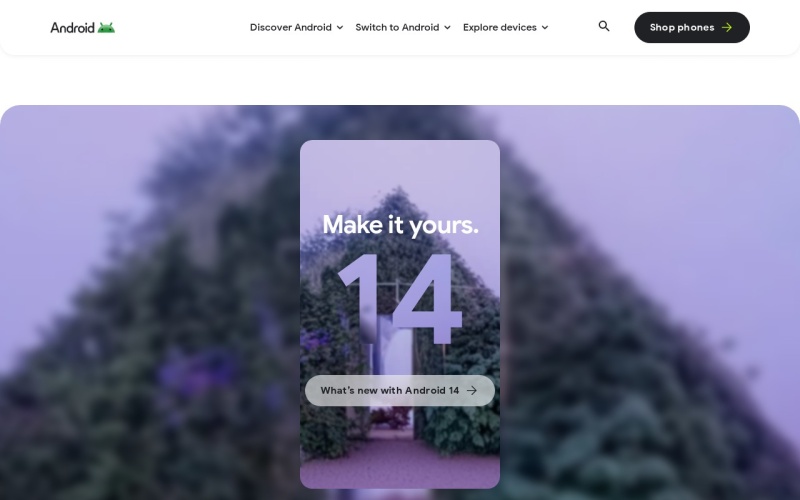 Android
Discover Android
Switch to Android
Explore devices
Shop phones
Make it yours.
14
What's new with Android 14